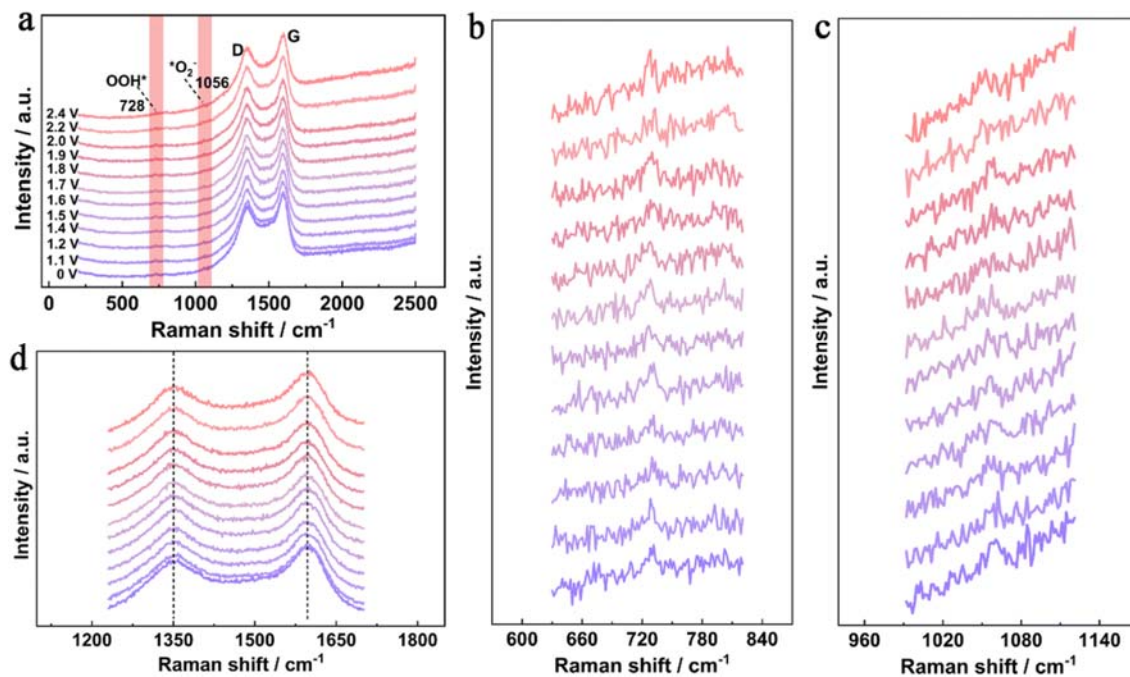 a
D
G
*O₂⁻
1056
OOH*
728
2.4 V
2.2 V
2.0 V
1.9 V
1.8 V
1.7 V
1.6 V
1.5 V
1.4 V
1.2 V
1.1 V
0 V
Intensity / a.u.
0 500 1000 1500 2000 2500
Raman shift / cm⁻¹
b
Intensity / a.u.
600 660 720 780 840
Raman shift / cm⁻¹
c
Intensity / a.u.
960 1020 1080 1140
Raman shift / cm⁻¹
d
Intensity / a.u.
1200 1350 1500 1650 1800
Raman shift / cm⁻¹